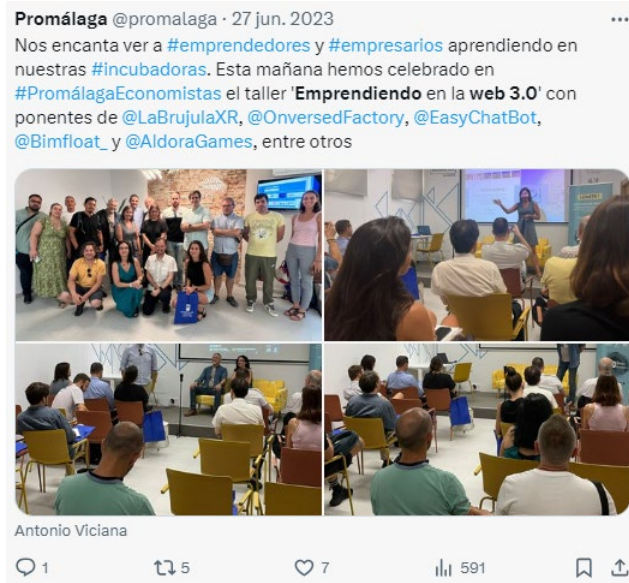 Promálaga @promalaga · 27 jun. 2023
Nos encanta ver a #emprendedores y #empresarios aprendiendo en
nuestras #incubadoras. Esta mañana hemos celebrado en
#PromálagaEconomistas el taller 'Emprendiendo en la web 3.0' con
ponentes de @LaBrujulaXR, @OnversedFactory, @EasyChatBot,
@Bimfloat_ y @AldoraGames, entre otros
Antonio Viciana
1 5 7 591